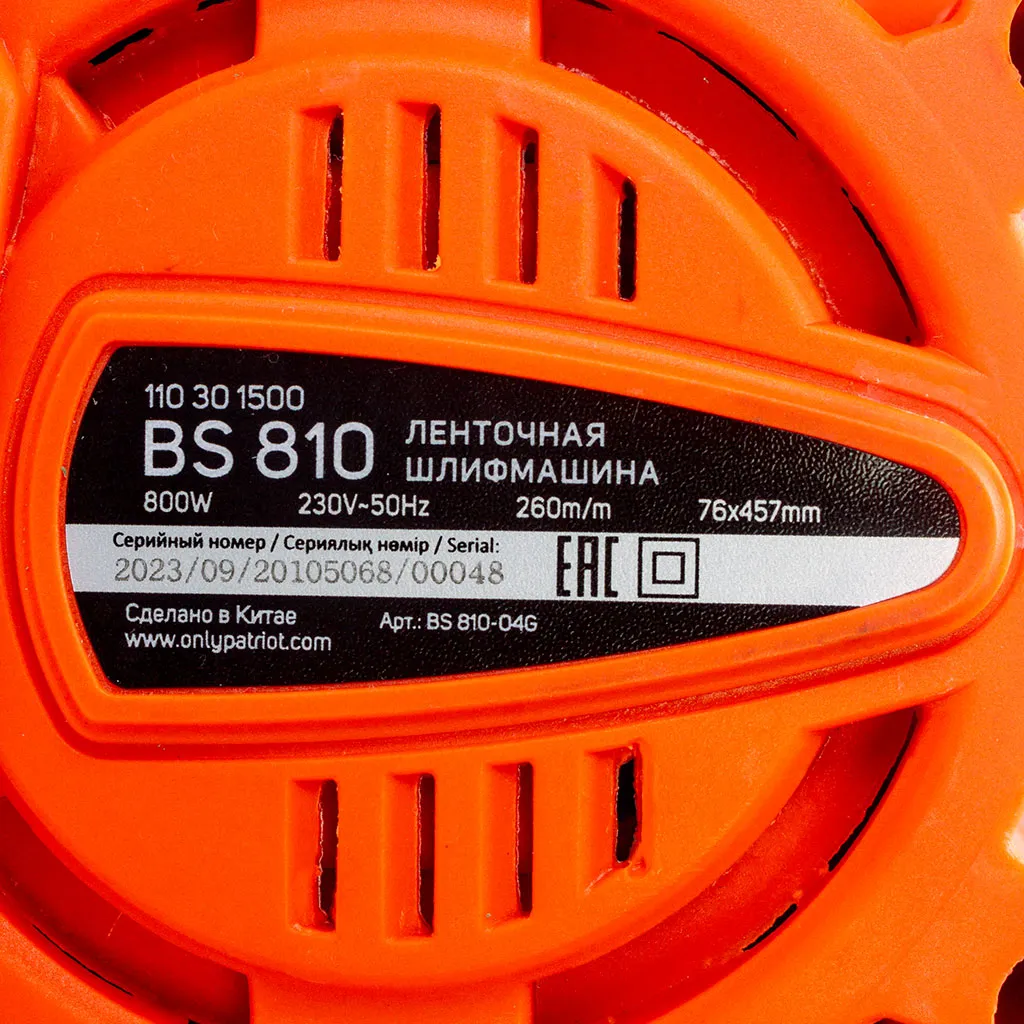 110 30 1500
BS 810 ЛЕНТОЧНАЯ
ШЛИФМАШИНА
800W 230V~50Hz 260m/m 76x457mm
Серийный номер / Сериялық нөмір / Serial:
2023/09/20105068/00048
EAC
Сделано в Китае Арт.: BS 810-04G
www.onlypatriot.com